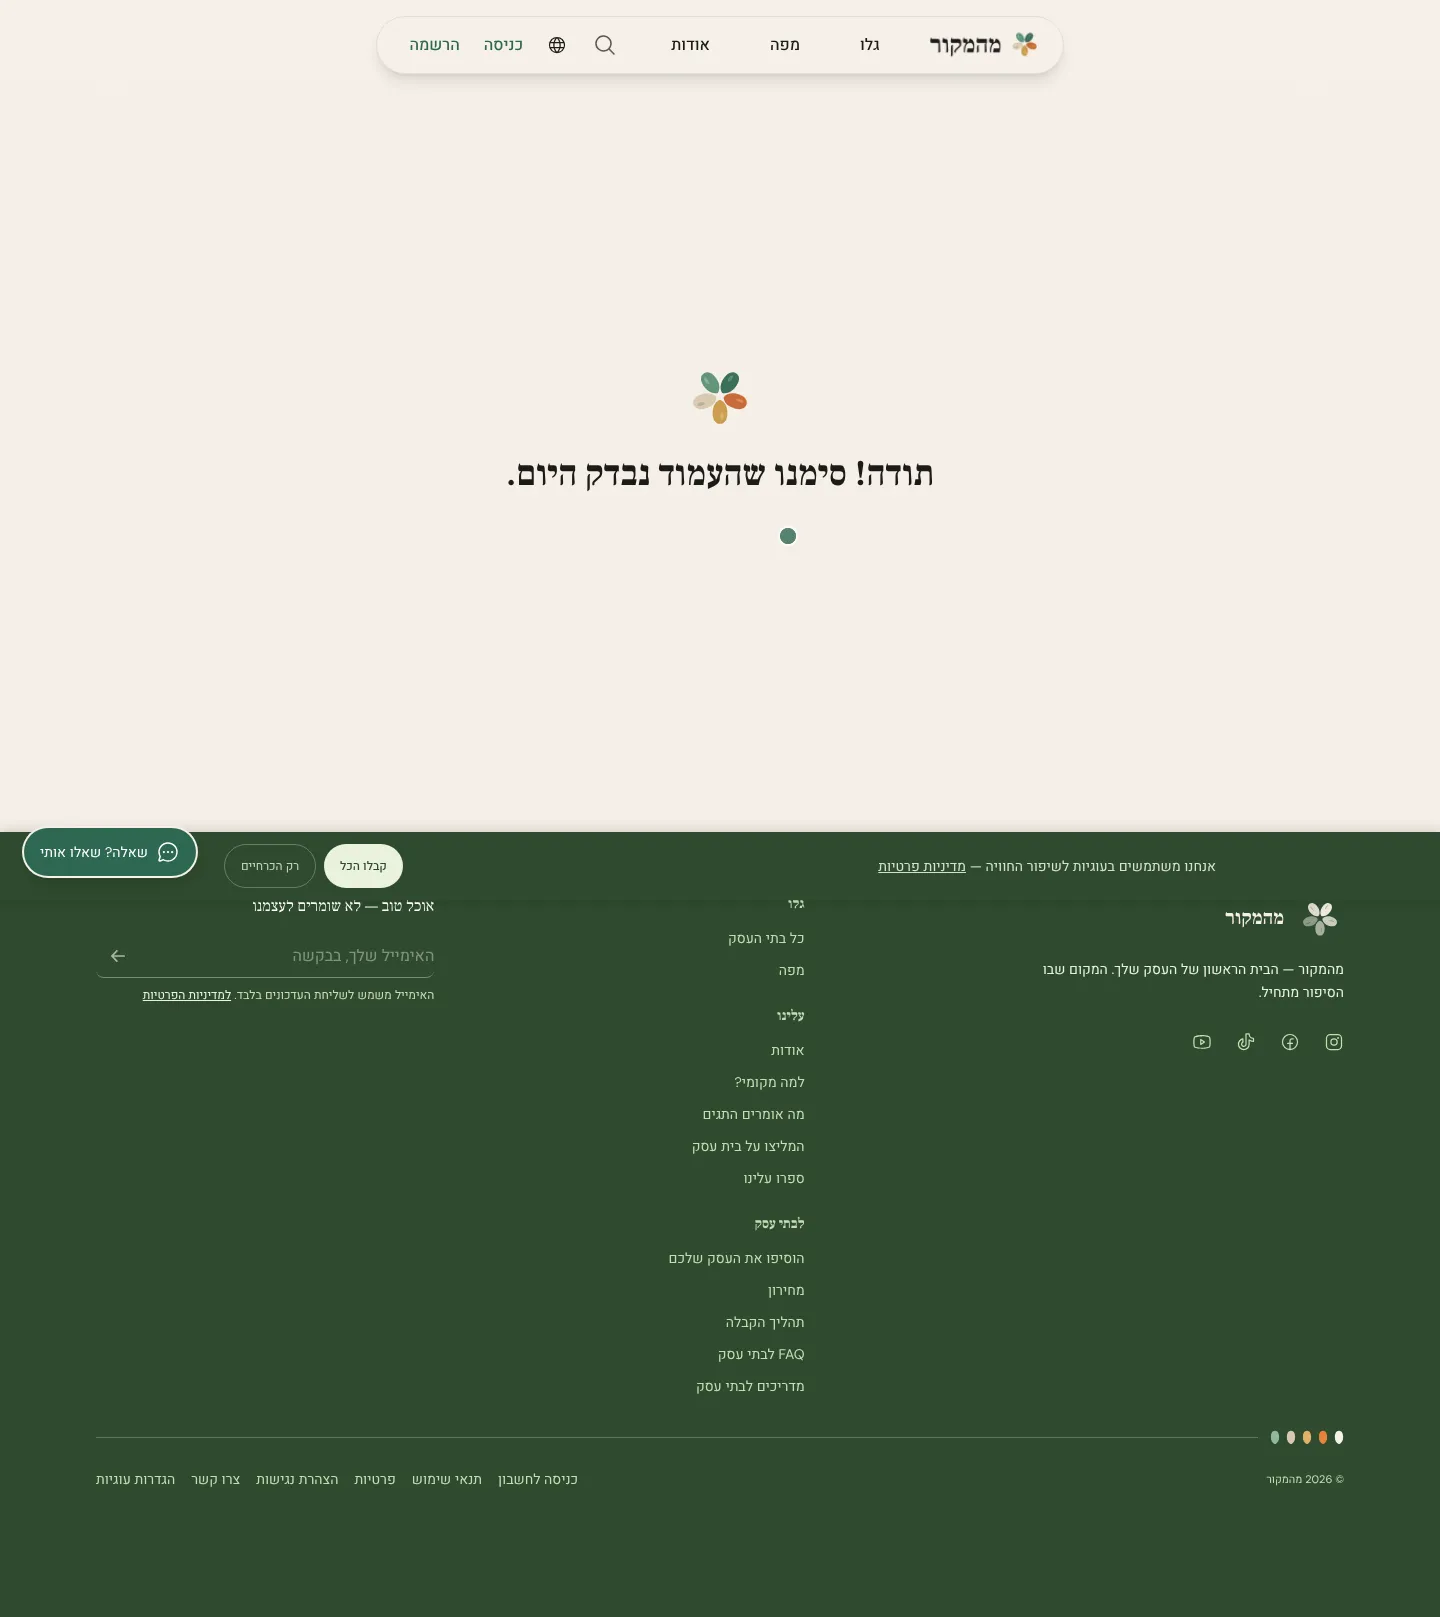 מהמקור
גלו
מפה
אודות
כניסה
הרשמה
תודה! סימנו שהעמוד נבדק היום.
אנחנו משתמשים בעוגיות לשיפור החוויה — מדיניות פרטיות
קבלו הכל
רק הכרחיים
שאלה? שאלו אותי
מהמקור
מהמקור — הבית הראשון של העסק שלך. המקום שבו
הסיפור מתחיל.
גלו
כל בתי העסק
מפה
עלינו
אודות
למה מקומי?
מה אומרים התגים
המליצו על בית עסק
ספרו עלינו
לבתי עסק
הוסיפו את העסק שלכם
מחירון
תהליך הקבלה
FAQ לבתי עסק
מדריכים לבתי עסק
אוכל טוב — לא שומרים לעצמנו
האימייל שלך, בבקשה
האימייל משמש לשליחת העדכונים בלבד. למדיניות הפרטיות
© 2026 מהמקור
כניסה לחשבון
תנאי שימוש
פרטיות
הצהרת נגישות
צרו קשר
הגדרות עוגיות